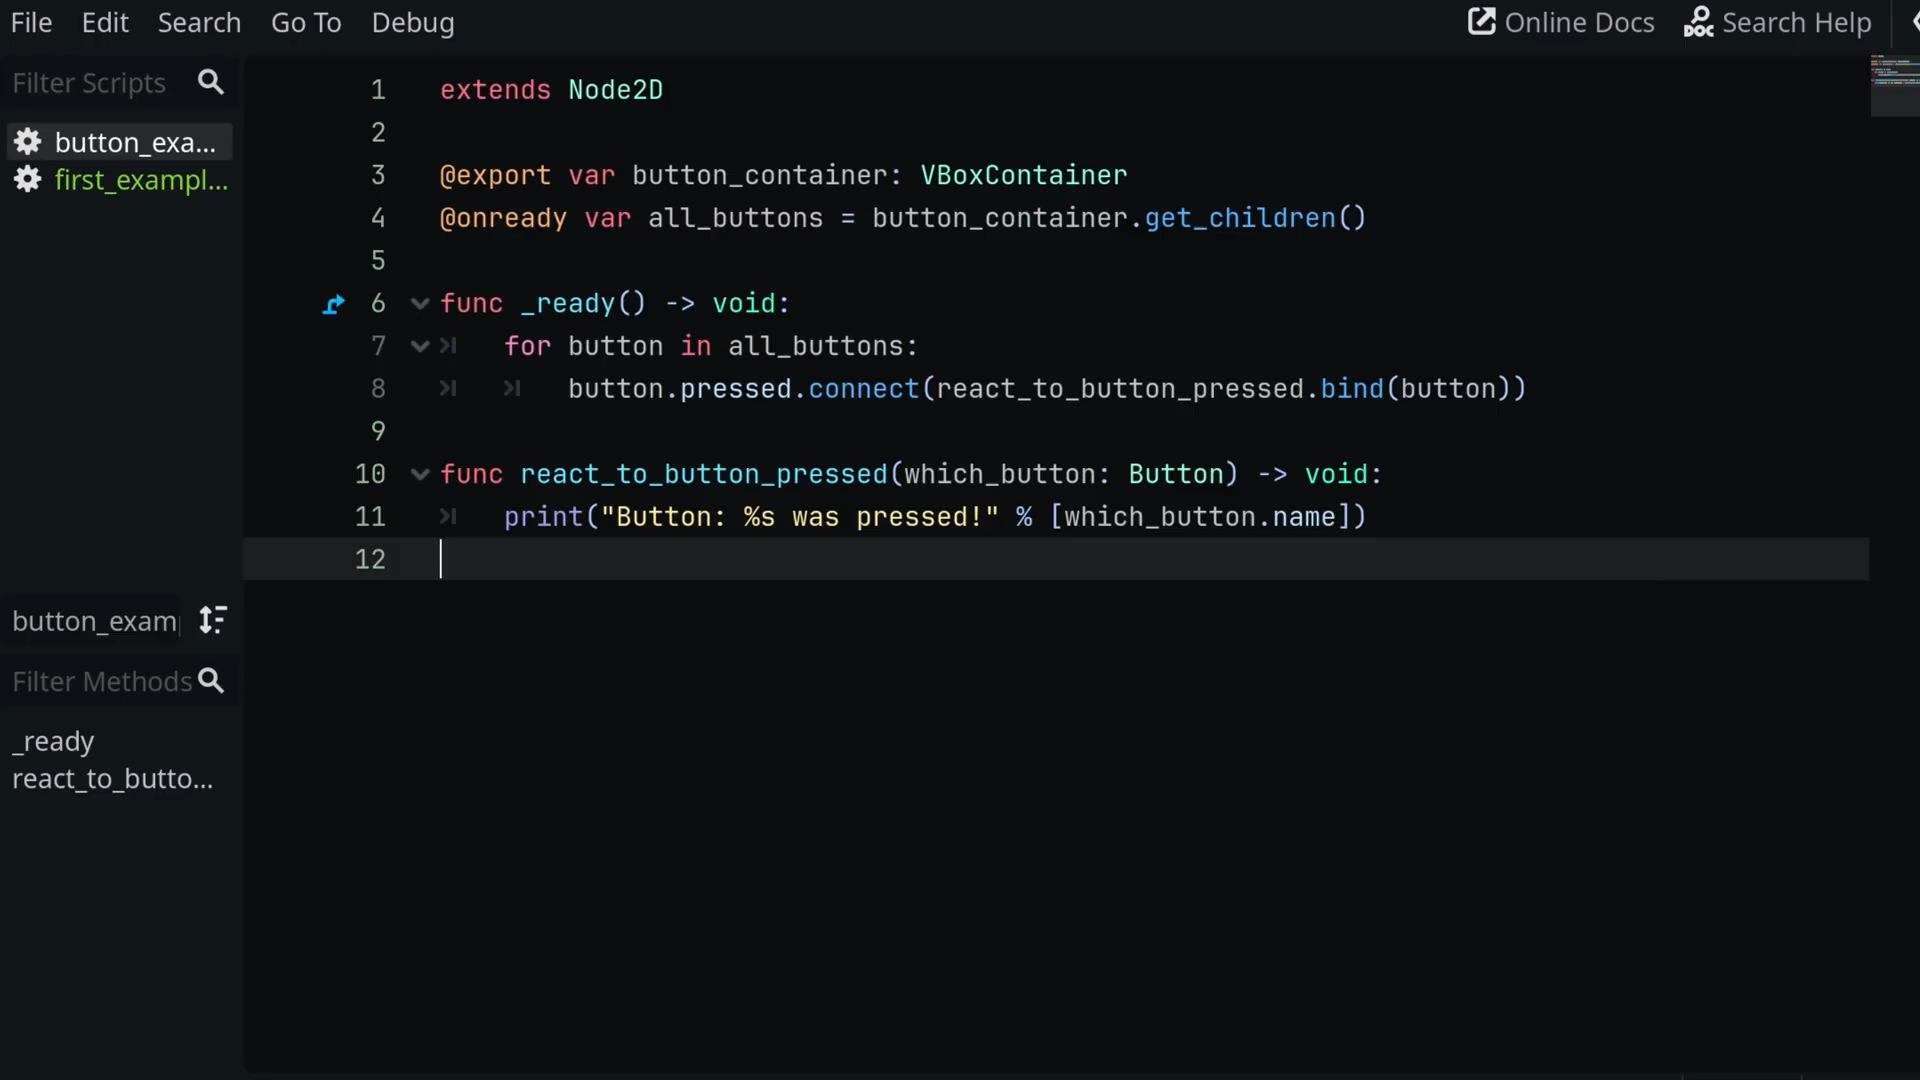 File Edit Search Go To Debug Online Docs Search Help
Filter Scripts
button_exa...
first_exampl...
1 extends Node2D
2
3 @export var button_container: VBoxContainer
4 @onready var all_buttons = button_container.get_children()
5
6 func _ready() -> void:
7 for button in all_buttons:
8 button.pressed.connect(react_to_button_pressed.bind(button))
9
10 func react_to_button_pressed(which_button: Button) -> void:
11 print("Button: %s was pressed!" % [which_button.name])
12
button_exam
Filter Methods
_ready
react_to_butto...